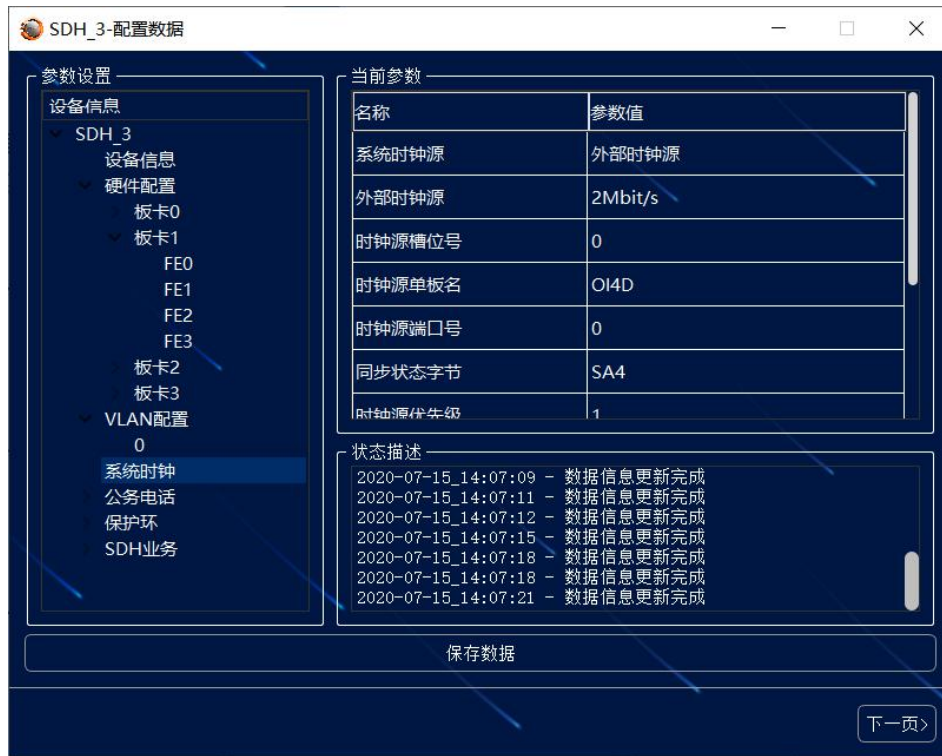 SDH_3-配置数据
参数设置
设备信息
SDH_3
设备信息
硬件配置
板卡0
板卡1
FE0
FE1
FE2
FE3
板卡2
板卡3
VLAN配置
0
系统时钟
公务电话
保护环
SDH业务
当前参数
名称 参数值
系统时钟源 外部时钟源
外部时钟源 2Mbit/s
时钟源槽位号 0
时钟源单板名 OI4D
时钟源端口号 0
同步状态字节 SA4
时钟源优先级 1
状态描述
2020-07-15_14:07:09 - 数据信息更新完成
2020-07-15_14:07:11 - 数据信息更新完成
2020-07-15_14:07:12 - 数据信息更新完成
2020-07-15_14:07:15 - 数据信息更新完成
2020-07-15_14:07:18 - 数据信息更新完成
2020-07-15_14:07:18 - 数据信息更新完成
2020-07-15_14:07:21 - 数据信息更新完成
保存数据
下一页>